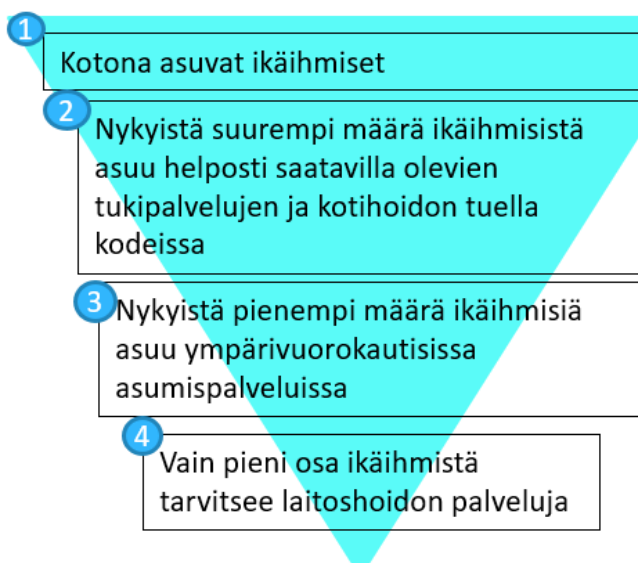 1
Kotona asuvat ikäihmiset
2
Nykyistä suurempi määrä ikäihmisistä
asuu helposti saatavilla olevien
tukipalvelujen ja kotihoidon tuella
kodeissa
3
Nykyistä pienempi määrä ikäihmisiä
asuu ympärivuorokautisissa
asumispalveluissa
4
Vain pieni osa ikäihmistä
tarvitsee laitoshoidon palveluja